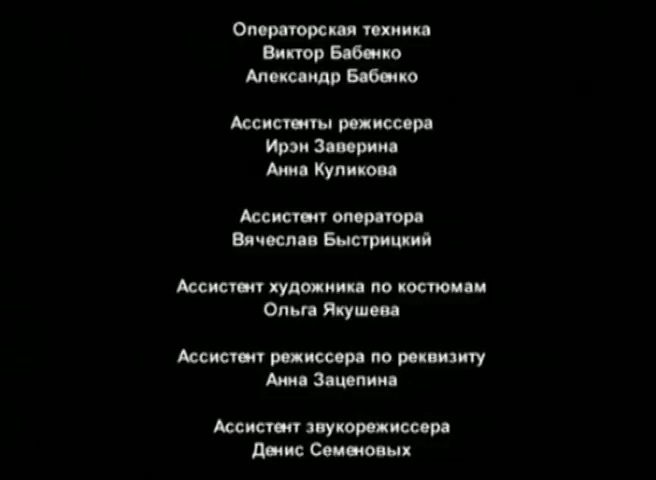 Операторская техника
Виктор Бабенко
Александр Бабенко
Ассистенты режиссера
Ирэн Заверина
Анна Куликова
Ассистент оператора
Вячеслав Быстрицкий
Ассистент художника по костюмам
Ольга Якушева
Ассистент режиссера по реквизиту
Анна Зацепина
Ассистент звукорежиссера
Денис Семеновых